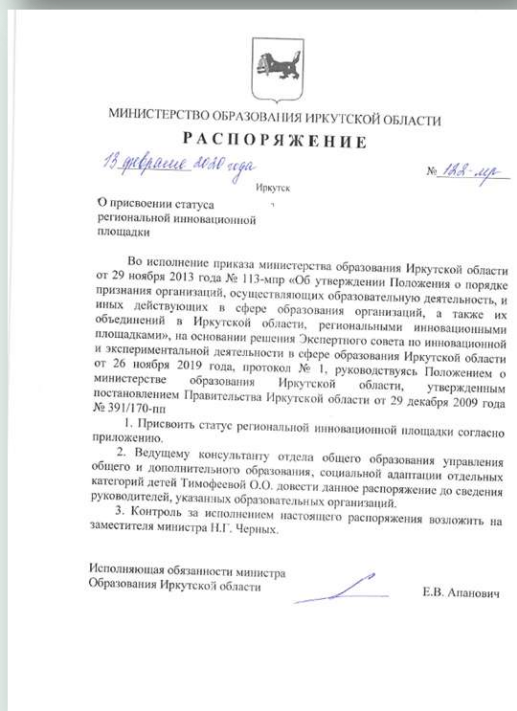 МИНИСТЕРСТВО ОБРАЗОВАНИЯ ИРКУТСКОЙ ОБЛАСТИ
РАСПОРЯЖЕНИЕ
13 февраля 2020 года
№ 122-мр
Иркутск
О присвоении статуса
региональной инновационной
площадки
Во исполнение приказа министерства образования Иркутской области
от 29 ноября 2013 года № 113-мпр «Об утверждении Положения о порядке
признания организаций, осуществляющих образовательную деятельность, и
иных действующих в сфере образования организаций, а также их
объединений в Иркутской области, региональными инновационными
площадками», на основании решения Экспертного совета по инновационной
и экспериментальной деятельности в сфере образования Иркутской области
от 26 ноября 2019 года, протокол № 1, руководствуясь Положением о
министерстве образования Иркутской области, утвержденным
постановлением Правительства Иркутской области от 29 декабря 2009 года
№ 391/170-пп
1. Присвоить статус региональной инновационной площадки согласно
приложению.
2. Ведущему консультанту отдела общего образования управления
общего и дополнительного образования, социальной адаптации отдельных
категорий детей Тимофеевой О.О. довести данное распоряжение до сведения
руководителей, указанных образовательных организаций.
3. Контроль за исполнением настоящего распоряжения возложить на
заместителя министра Н.Г. Черных.
Исполняющая обязанности министра
Образования Иркутской области
Е.В. Апанович